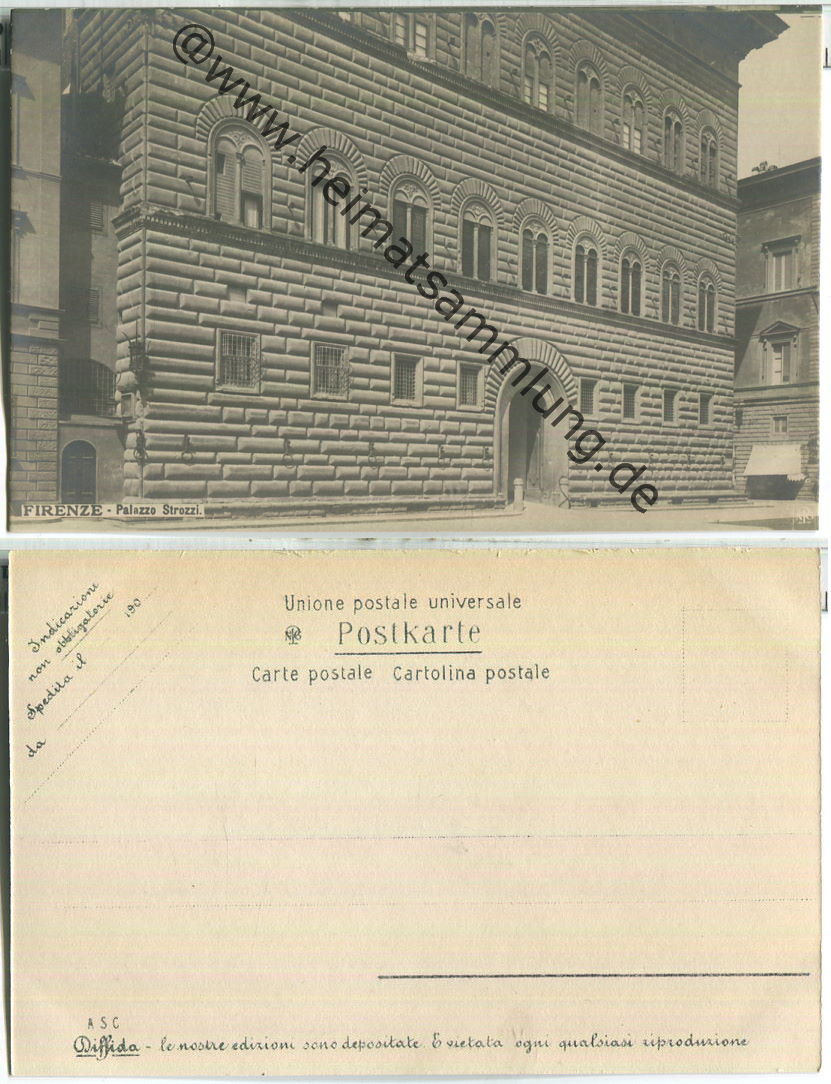 @www.heimatsammlung.de
FIRENZE - Palazzo Strozzi.
Indicazioni
non obbligatorie
Spedita il 190
da
Unione postale universale
Postkarte
Carte postale Cartolina postale
A S C
Diffida - le nostre edizioni sono depositate. E vietata ogni qualsiasi riproduzione